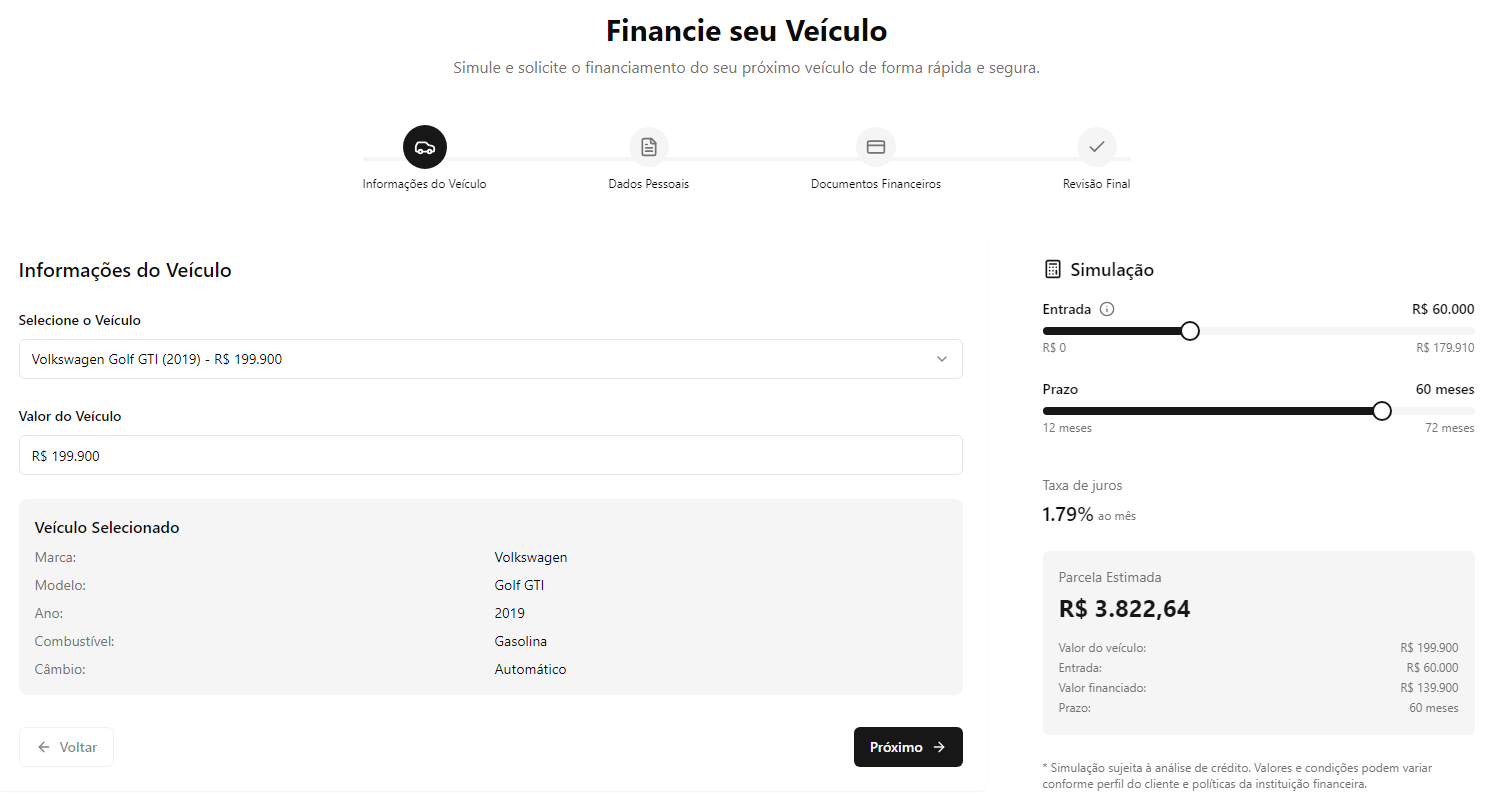 Financie seu Veículo
Simule e solicite o financiamento do seu próximo veículo de forma rápida e segura.
Informações do Veículo
Dados Pessoais
Documentos Financeiros
Revisão Final
Informações do Veículo
Selecione o Veículo
Volkswagen Golf GTI (2019) - R$ 199.900
Valor do Veículo
R$ 199.900
Veículo Selecionado
Marca: Volkswagen
Modelo: Golf GTI
Ano: 2019
Combustível: Gasolina
Câmbio: Automático
Voltar
Próximo
Simulação
Entrada R$ 60.000
R$ 0 R$ 179.910
Prazo 60 meses
12 meses 72 meses
Taxa de juros
1.79% ao mês
Parcela Estimada
R$ 3.822,64
Valor do veículo: R$ 199.900
Entrada: R$ 60.000
Valor financiado: R$ 139.900
Prazo: 60 meses
* Simulação sujeita à análise de crédito. Valores e condições podem variar
conforme perfil do cliente e políticas da instituição financeira.